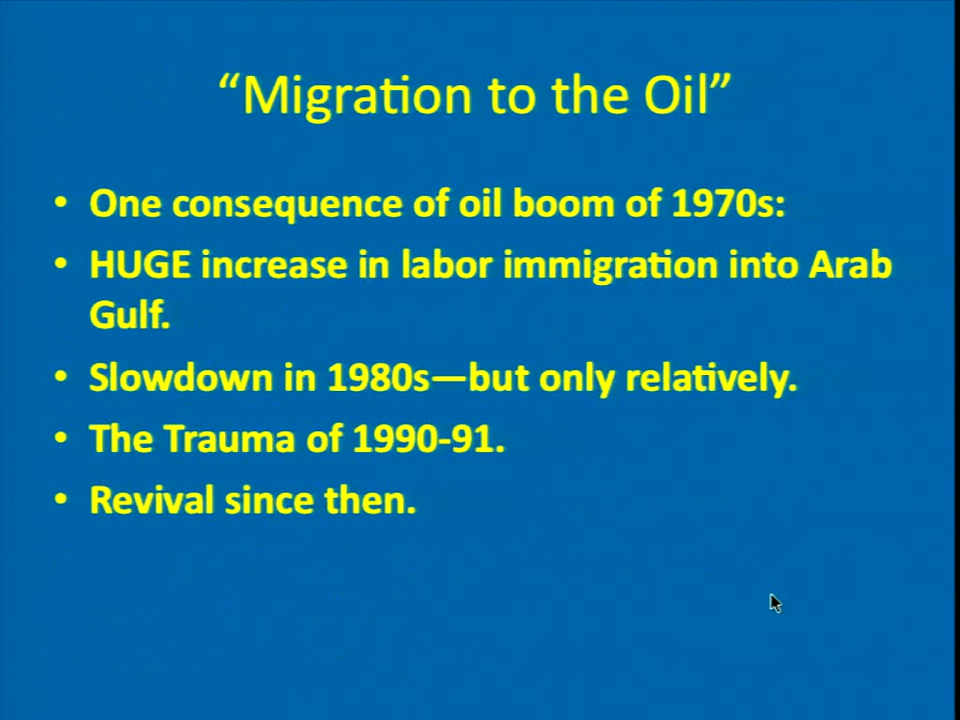 “Migration to the Oil”
• One consequence of oil boom of 1970s:
• HUGE increase in labor immigration into Arab
Gulf.
• Slowdown in 1980s—but only relatively.
• The Trauma of 1990-91.
• Revival since then.